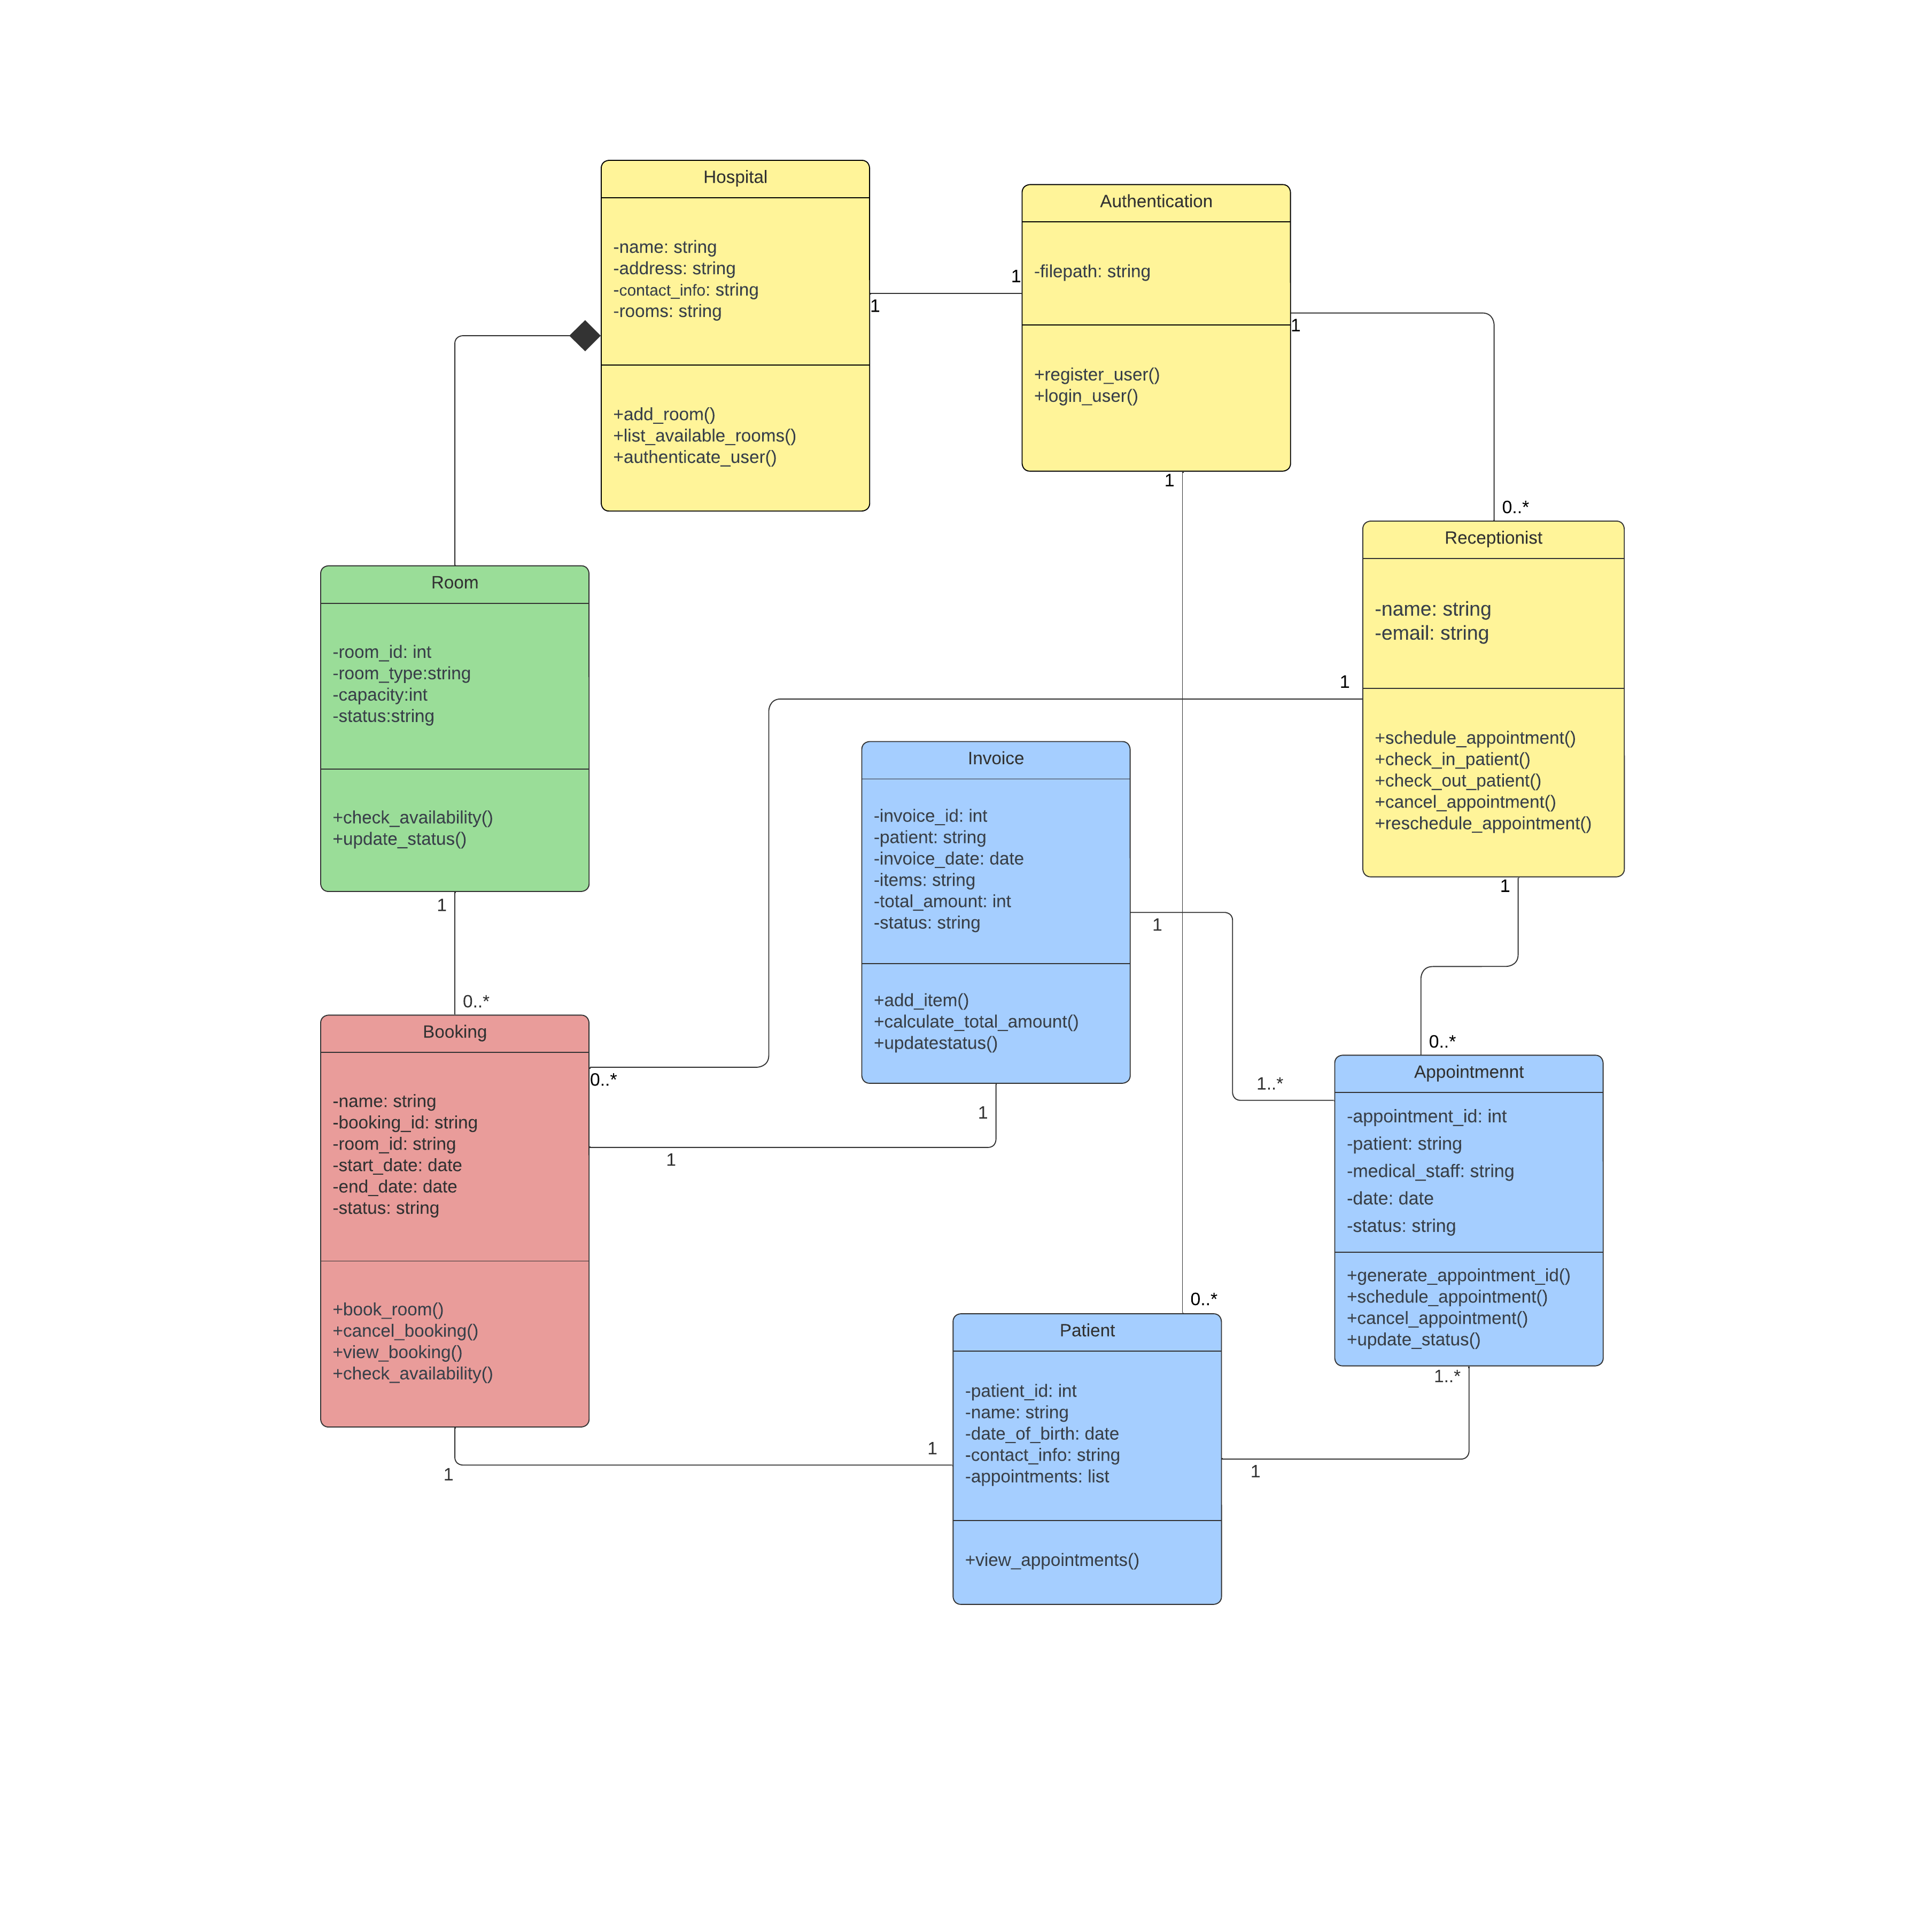 Hospital
-name: string
-address: string
-contact_info: string
-rooms: string
+add_room()
+list_available_rooms()
+authenticate_user()
1
1
Authentication
-filepath: string
+register_user()
+login_user()
1
1
0..*
Receptionist
-name: string
-email: string
+schedule_appointment()
+check_in_patient()
+check_out_patient()
+cancel_appointment()
+reschedule_appointment()
1
1
Room
-room_id: int
-room_type:string
-capacity:int
-status:string
+check_availability()
+update_status()
1
0..*
Invoice
-invoice_id: int
-patient: string
-invoice_date: date
-items: string
-total_amount: int
-status: string
+add_item()
+calculate_total_amount()
+updatestatus()
1
1
1..*
0..*
Booking
-name: string
-booking_id: string
-room_id: string
-start_date: date
-end_date: date
-status: string
+book_room()
+cancel_booking()
+view_booking()
+check_availability()
0..*
1
1
1
Appointmennt
-appointment_id: int
-patient: string
-medical_staff: string
-date: date
-status: string
+generate_appointment_id()
+schedule_appointment()
+cancel_appointment()
+update_status()
1..*
0..*
Patient
-patient_id: int
-name: string
-date_of_birth: date
-contact_info: string
-appointments: list
+view_appointments()
1